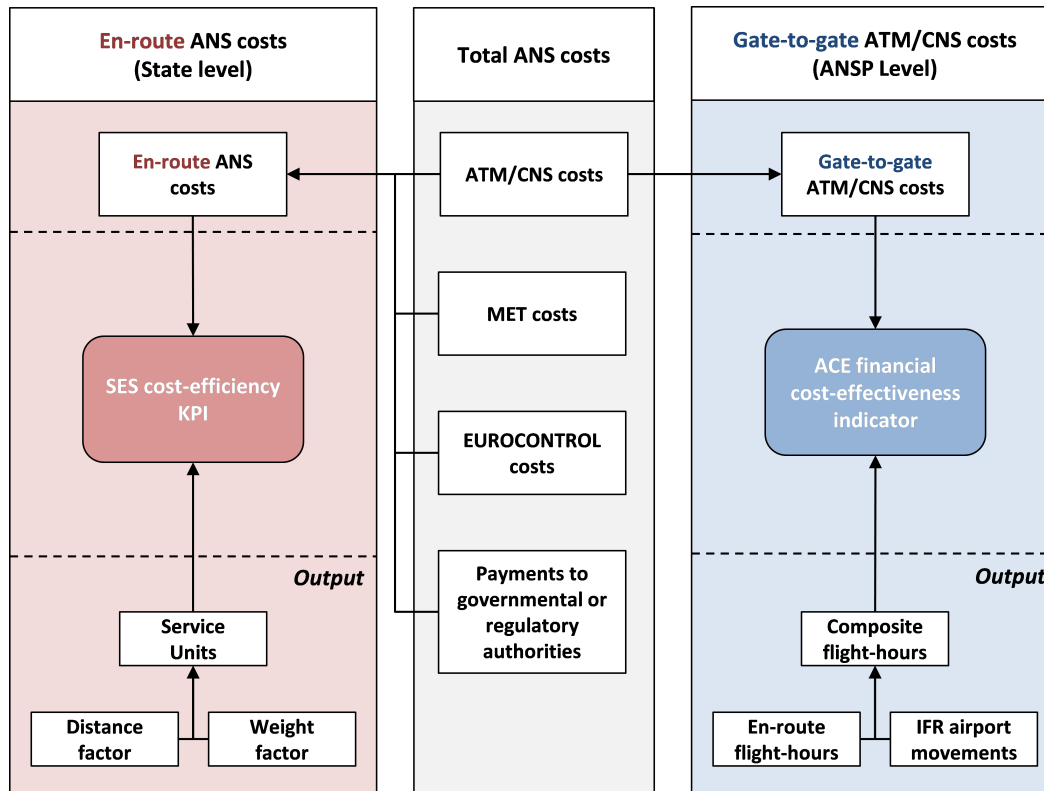 En-route ANS costs
(State level)
En-route ANS
costs
SES cost-efficiency
KPI
Output
Service
Units
Distance
factor
Weight
factor
Total ANS costs
ATM/CNS costs
MET costs
EUROCONTROL
costs
Payments to
governmental or
regulatory
authorities
Gate-to-gate ATM/CNS costs
(ANSP Level)
Gate-to-gate
ATM/CNS costs
ACE financial
cost-effectiveness
indicator
Output
Composite
flight-hours
En-route
flight-hours
IFR airport
movements